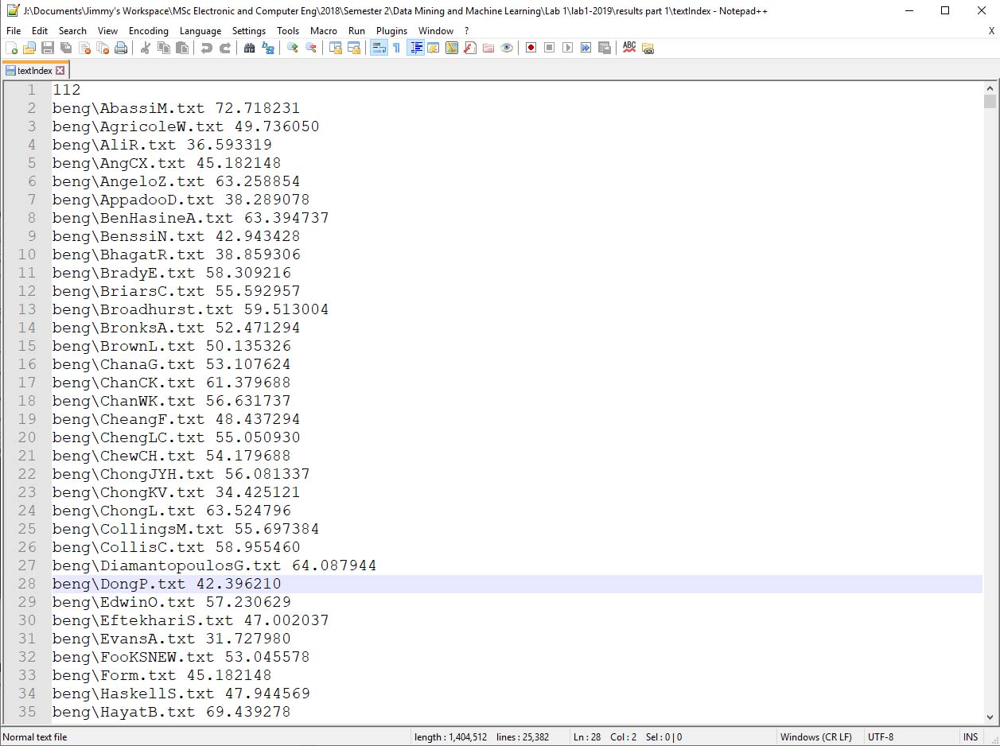 J:\Documents\Jimmy's Workspace\MSc Electronic and Computer Eng\2018\Semester 2\Data Mining and Machine Learning\Lab 1\lab1-2019\results part 1\textIndex - Notepad++
File Edit Search View Encoding Language Settings Tools Macro Run Plugins Window ? X
ABC
textIndex
1 112
2 beng\AbassiM.txt 72.718231
3 beng\AgricoleW.txt 49.736050
4 beng\AliR.txt 36.593319
5 beng\AngCX.txt 45.182148
6 beng\AngeloZ.txt 63.258854
7 beng\AppadooD.txt 38.289078
8 beng\BenHasineA.txt 63.394737
9 beng\BenssiN.txt 42.943428
10 beng\BhagatR.txt 38.859306
11 beng\BradyE.txt 58.309216
12 beng\BriarsC.txt 55.592957
13 beng\Broadhurst.txt 59.513004
14 beng\BronksA.txt 52.471294
15 beng\BrownL.txt 50.135326
16 beng\ChanaG.txt 53.107624
17 beng\ChanCK.txt 61.379688
18 beng\ChanWK.txt 56.631737
19 beng\CheangF.txt 48.437294
20 beng\ChengLC.txt 55.050930
21 beng\ChewCH.txt 54.179688
22 beng\ChongJYH.txt 56.081337
23 beng\ChongKV.txt 34.425121
24 beng\ChongL.txt 63.524796
25 beng\CollingsM.txt 55.697384
26 beng\CollisC.txt 58.955460
27 beng\DiamantopoulosG.txt 64.087944
28 beng\DongP.txt 42.396210
29 beng\EdwinO.txt 57.230629
30 beng\EftekhariS.txt 47.002037
31 beng\EvansA.txt 31.727980
32 beng\FooKSNEW.txt 53.045578
33 beng\Form.txt 45.182148
34 beng\HaskellS.txt 47.944569
35 beng\HayatB.txt 69.439278
Normal text file length : 1,404,512 lines : 25,382 Ln : 28 Col : 2 Sel : 0 | 0 Windows (CR LF) UTF-8 INS